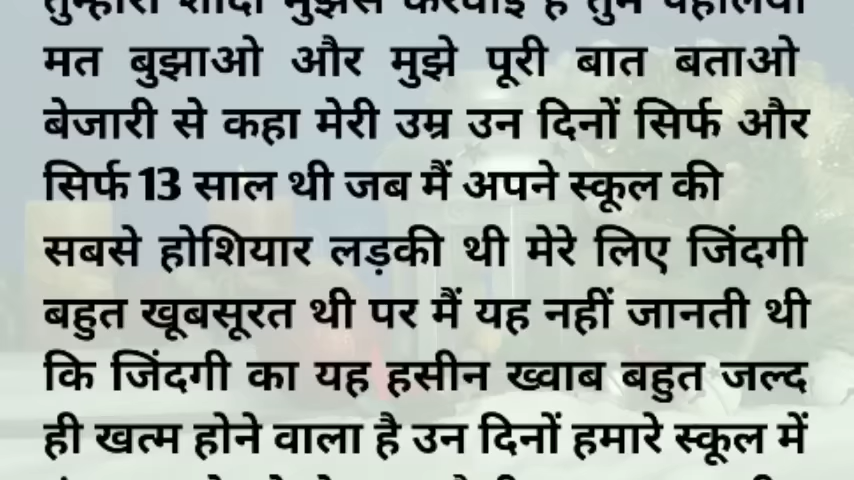 तुम्हारी शादी मुझसे करवाई है तुम पहेलियां
मत बुझाओ और मुझे पूरी बात बताओ
बेजारी से कहा मेरी उम्र उन दिनों सिर्फ और
सिर्फ 13 साल थी जब मैं अपने स्कूल की
सबसे होशियार लड़की थी मेरे लिए जिंदगी
बहुत खूबसूरत थी पर मैं यह नहीं जानती थी
कि जिंदगी का यह हसीन ख्वाब बहुत जल्द
ही खत्म होने वाला है उन दिनों हमारे स्कूल में